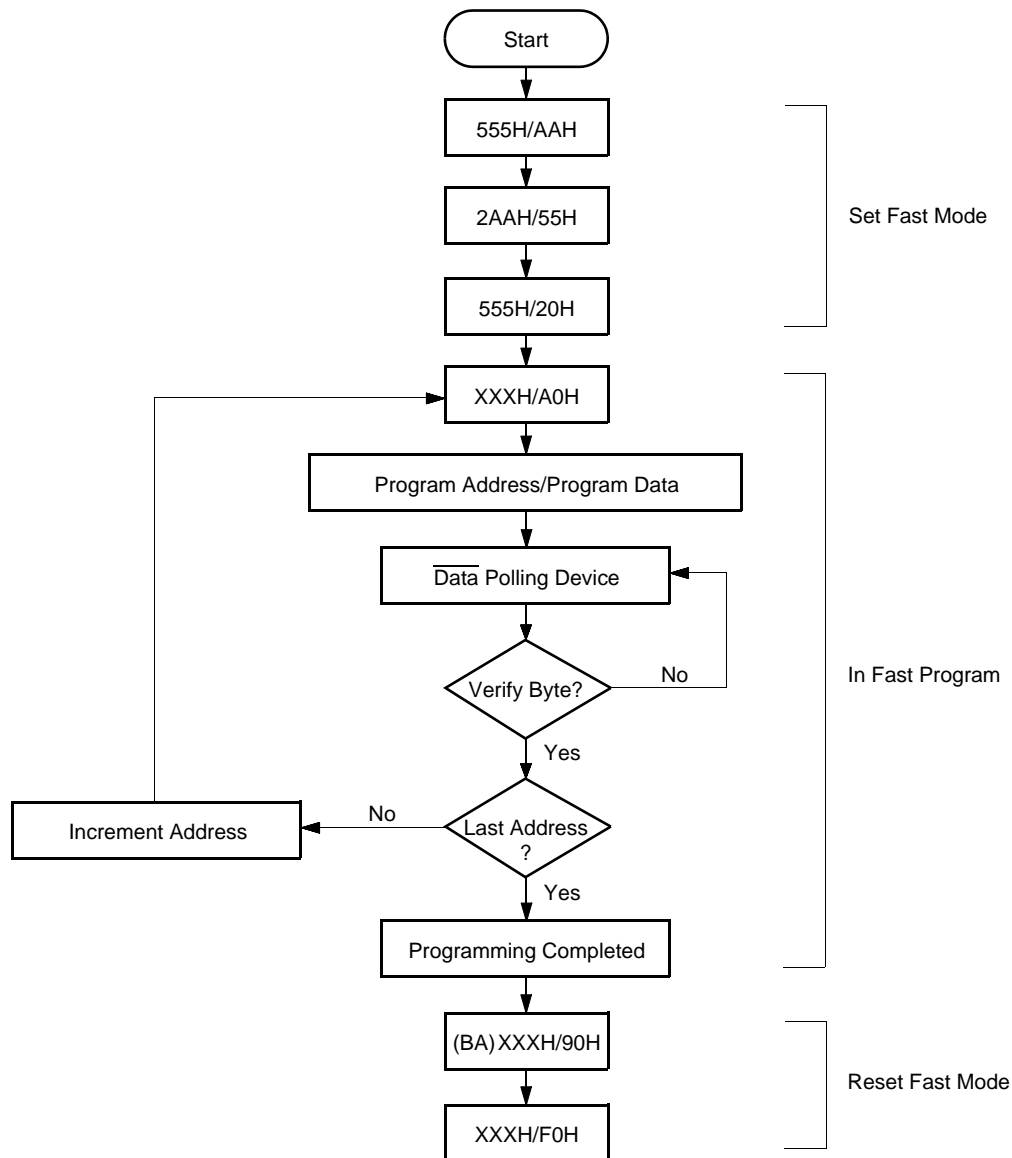 Start
555H/AAH
2AAH/55H
Set Fast Mode
555H/20H
XXXH/A0H
Program Address/Program Data
Data Polling Device
Verify Byte?
No
In Fast Program
Yes
Increment Address
No
Last Address
?
Yes
Programming Completed
(BA) XXXH/90H
Reset Fast Mode
XXXH/F0H